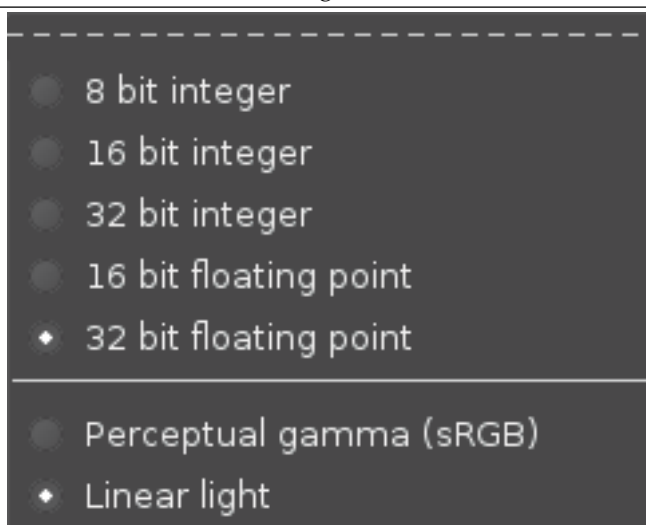 8 bit integer
16 bit integer
32 bit integer
16 bit floating point
32 bit floating point
Perceptual gamma (sRGB)
Linear light